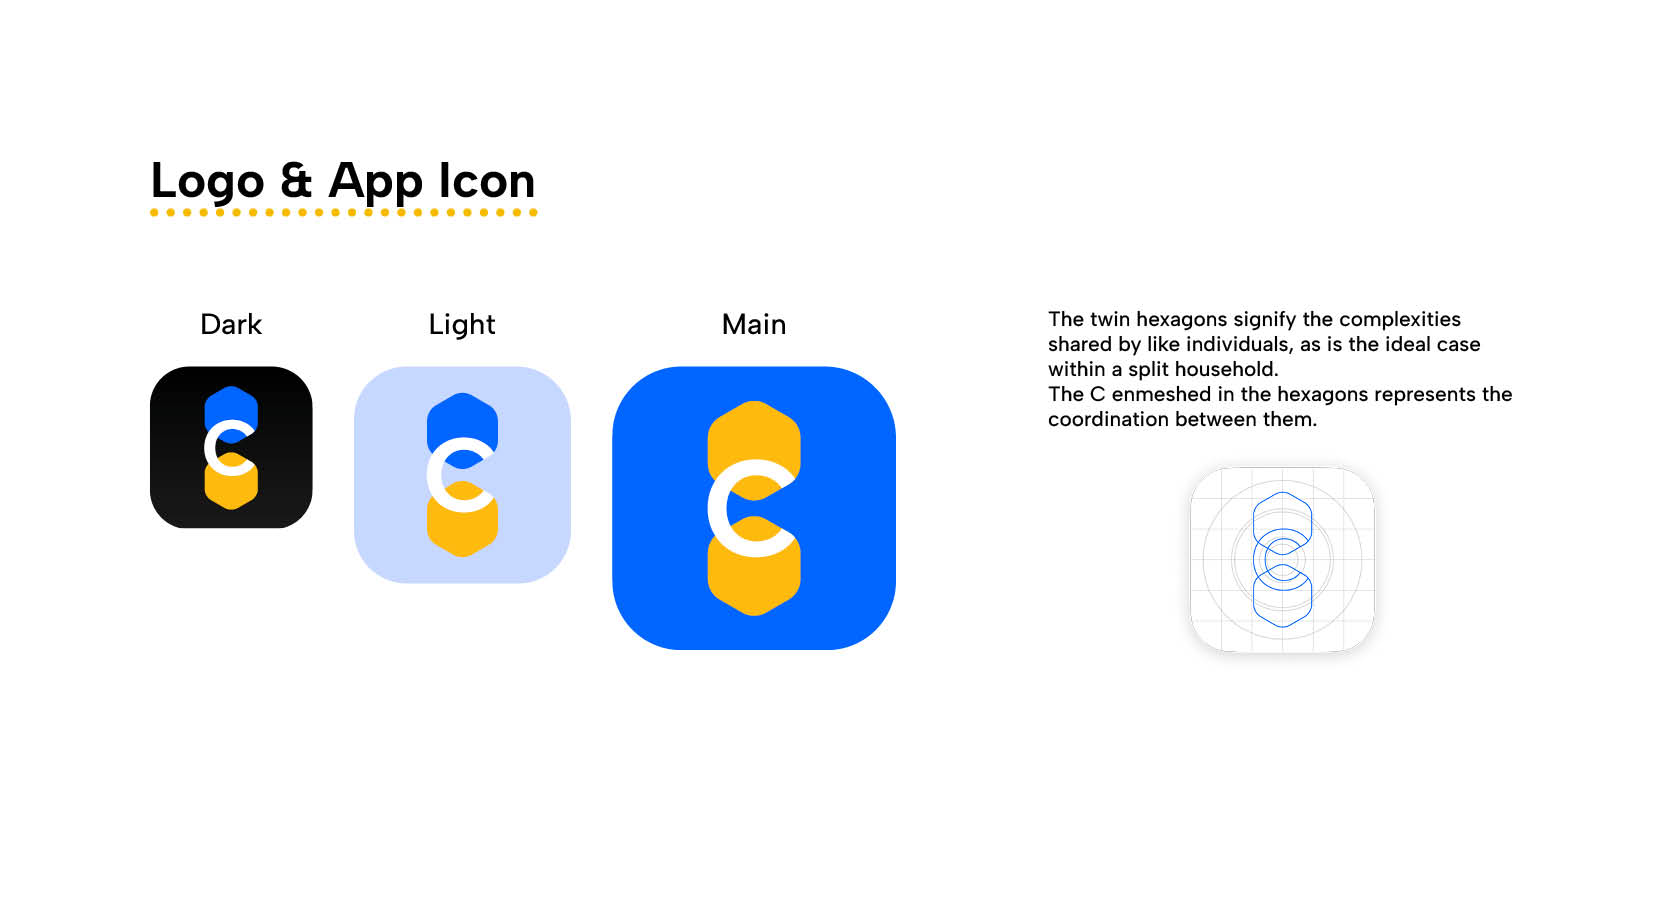 Logo & App Icon
Dark
Light
Main
The twin hexagons signify the complexities
shared by like individuals, as is the ideal case
within a split household.
The C enmeshed in the hexagons represents the
coordination between them.
C
C
C